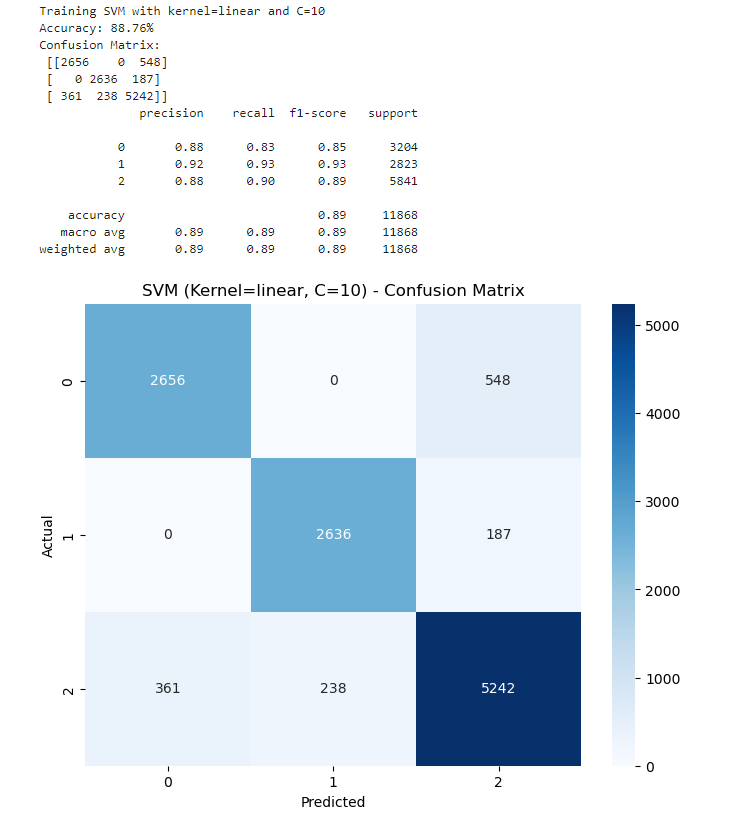 Training SVM with kernel=linear and C=10
Accuracy: 88.76%
Confusion Matrix:
[[2656    0  548]
[   0 2636  187]
[ 361  238 5242]]
precision    recall  f1-score   support
0       0.88      0.83      0.85      3204
1       0.92      0.93      0.93      2823
2       0.88      0.90      0.89      5841
accuracy                           0.89     11868
macro avg       0.89      0.89      0.89     11868
weighted avg       0.89      0.89      0.89     11868
SVM (Kernel=linear, C=10) - Confusion Matrix
0 2656 0 548
1 0 2636 187
2 361 238 5242
Actual
0 1 2
Predicted
5000
4000
3000
2000
1000
0